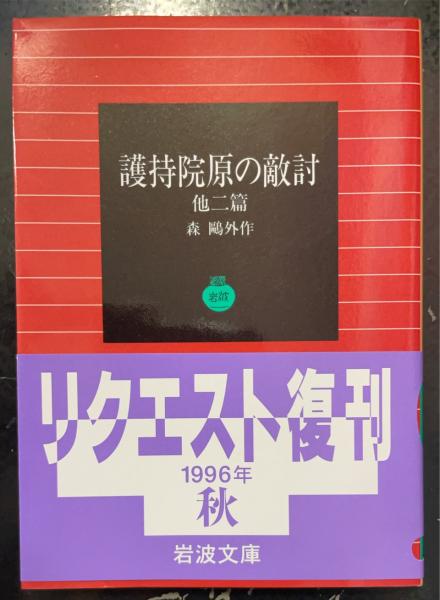 護持院原の敵討
他二篇
森 鷗外作
岩波
リクエスト復刊
1996年
秋
岩波文庫